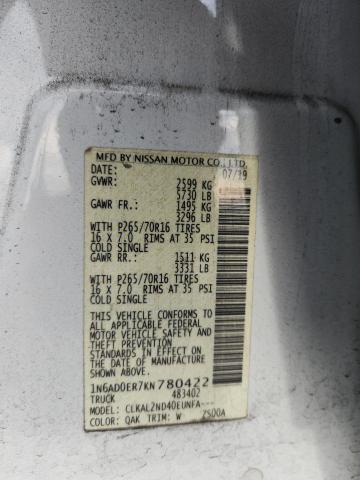 MFD BY NISSAN MOTOR CO., LTD.
DATE: 07/19
GVWR: 2599 KG
5730 LB
GAWR FR.: 1495 KG
3296 LB
WITH P265/70R16 TIRES
16 X 7.0 RIMS AT 35 PSI
COLD SINGLE
GAWR RR.: 1511 KG
3331 LB
WITH P265/70R16 TIRES
16 X 7.0 RIMS AT 35 PSI
COLD SINGLE
THIS VEHICLE CONFORMS TO ALL
APPLICABLE FEDERAL
MOTOR VEHICLE SAFETY AND
THEFT PREVENTION
STANDARDS IN EFFECT ON THE
DATE OF MANUFACTURE
SHOWN ABOVE.
1N6AD0ER7KN780422
TRUCK 483402
MODEL: CLKAL2ND40EUNFA---
COLOR: QAK TRIM: W 2S00A